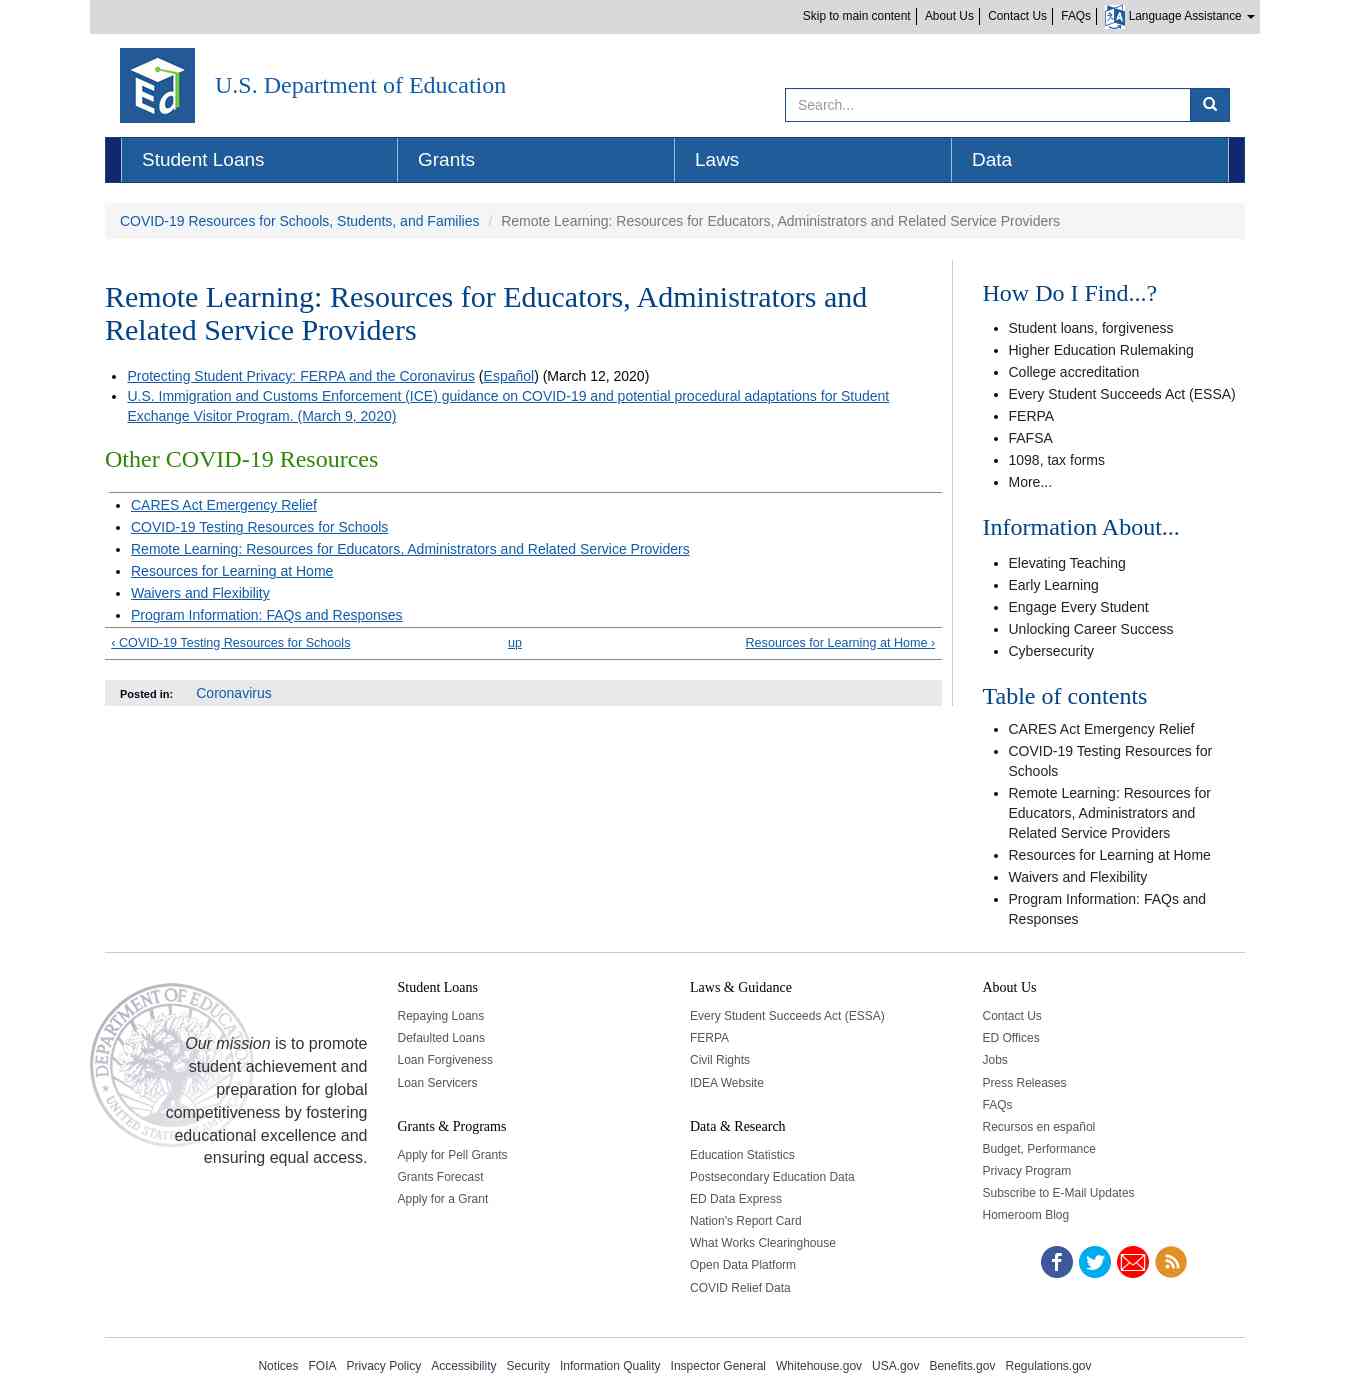 Skip to main content About Us Contact Us FAQs Language Assistance
Ed
U.S. Department of Education
Search...
Student Loans Grants Laws Data
COVID-19 Resources for Schools, Students, and Families / Remote Learning: Resources for Educators, Administrators and Related Service Providers
Remote Learning: Resources for Educators, Administrators and
Related Service Providers
Protecting Student Privacy: FERPA and the Coronavirus (Español) (March 12, 2020)
U.S. Immigration and Customs Enforcement (ICE) guidance on COVID-19 and potential procedural adaptations for Student
Exchange Visitor Program. (March 9, 2020)
Other COVID-19 Resources
CARES Act Emergency Relief
COVID-19 Testing Resources for Schools
Remote Learning: Resources for Educators, Administrators and Related Service Providers
Resources for Learning at Home
Waivers and Flexibility
Program Information: FAQs and Responses
‹ COVID-19 Testing Resources for Schools up Resources for Learning at Home ›
Posted in: Coronavirus
How Do I Find...?
Student loans, forgiveness
Higher Education Rulemaking
College accreditation
Every Student Succeeds Act (ESSA)
FERPA
FAFSA
1098, tax forms
More...
Information About...
Elevating Teaching
Early Learning
Engage Every Student
Unlocking Career Success
Cybersecurity
Table of contents
CARES Act Emergency Relief
COVID-19 Testing Resources for
Schools
Remote Learning: Resources for
Educators, Administrators and
Related Service Providers
Resources for Learning at Home
Waivers and Flexibility
Program Information: FAQs and
Responses
DEPARTMENT OF EDUCATION
UNITED STATES
Our mission is to promote
student achievement and
preparation for global
competitiveness by fostering
educational excellence and
ensuring equal access.
Student Loans
Repaying Loans
Defaulted Loans
Loan Forgiveness
Loan Servicers
Grants & Programs
Apply for Pell Grants
Grants Forecast
Apply for a Grant
Laws & Guidance
Every Student Succeeds Act (ESSA)
FERPA
Civil Rights
IDEA Website
Data & Research
Education Statistics
Postsecondary Education Data
ED Data Express
Nation's Report Card
What Works Clearinghouse
Open Data Platform
COVID Relief Data
About Us
Contact Us
ED Offices
Jobs
Press Releases
FAQs
Recursos en español
Budget, Performance
Privacy Program
Subscribe to E-Mail Updates
Homeroom Blog
Notices FOIA Privacy Policy Accessibility Security Information Quality Inspector General Whitehouse.gov USA.gov Benefits.gov Regulations.gov